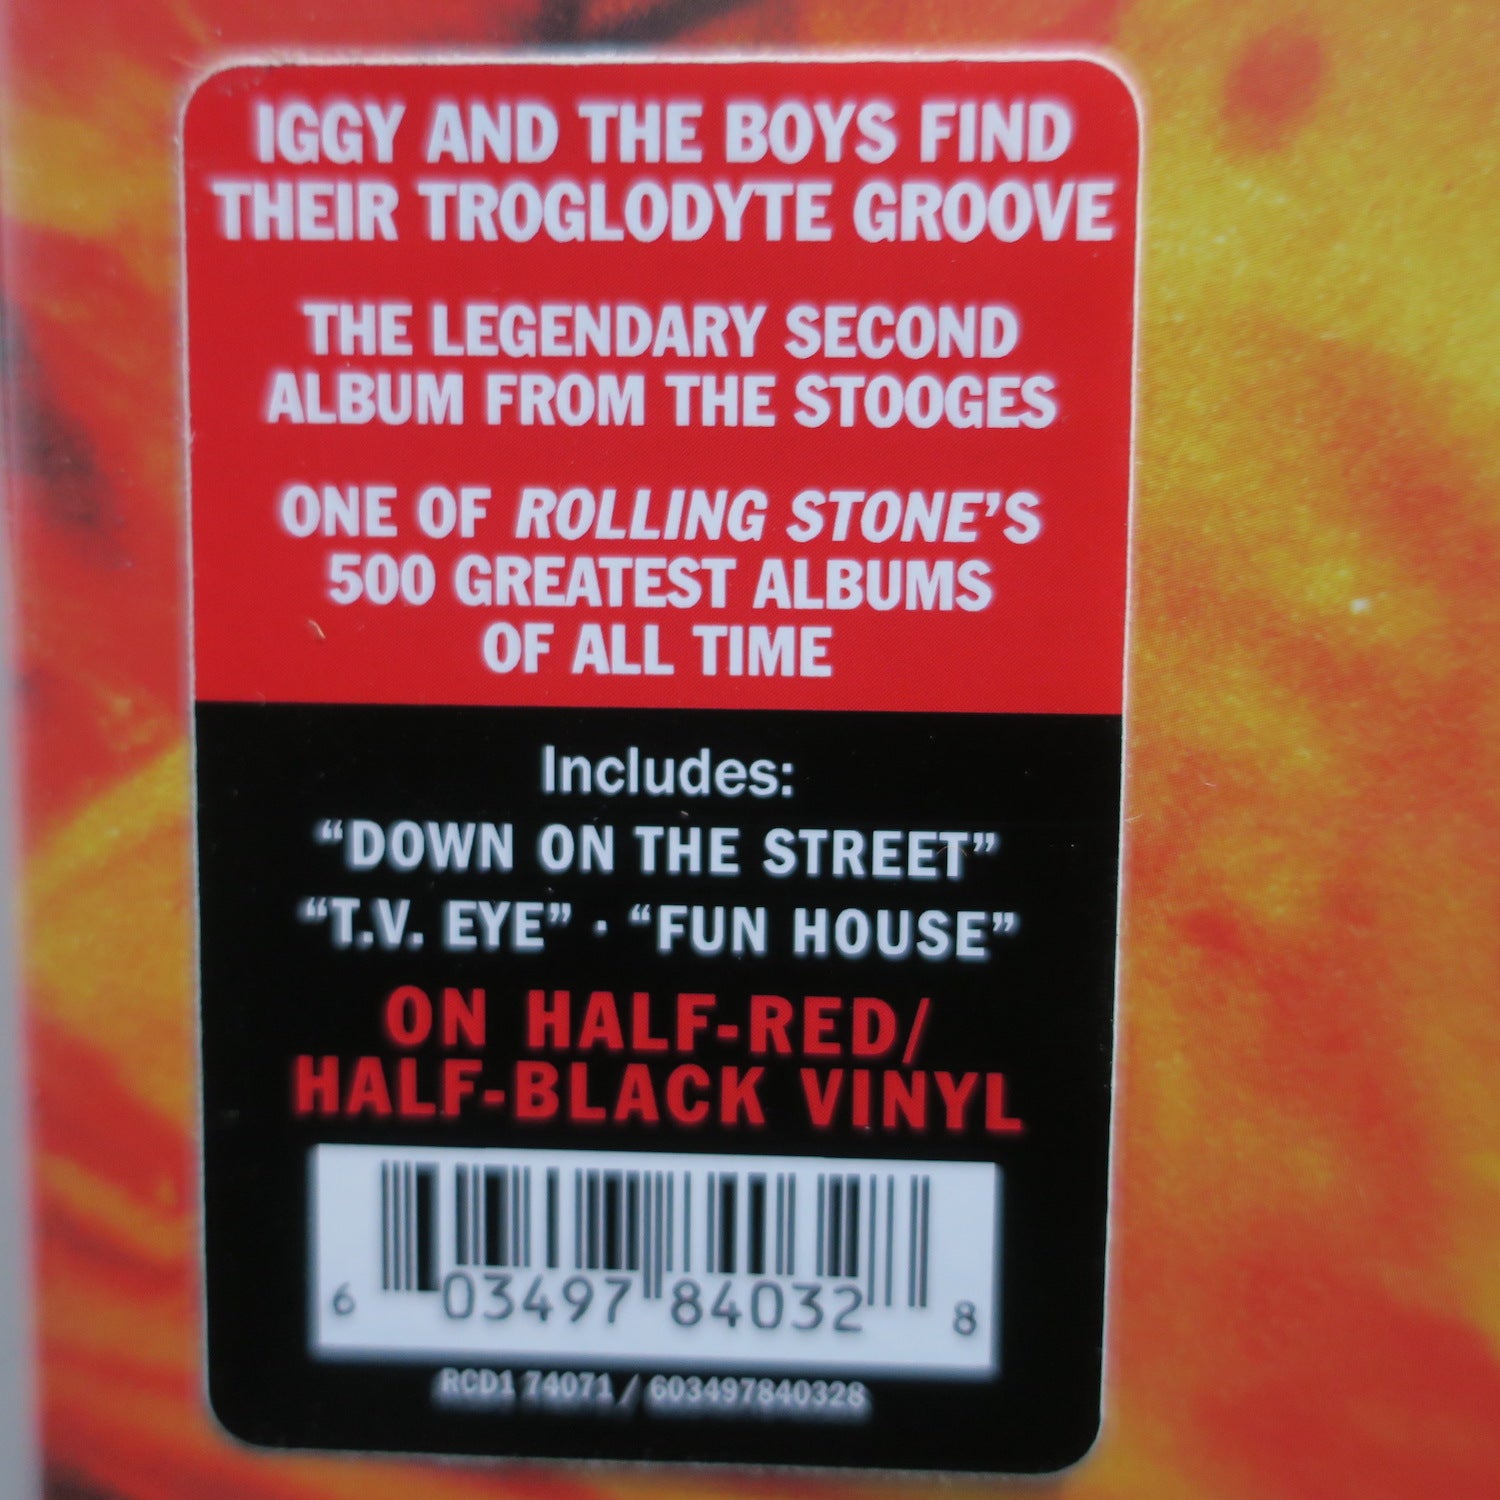 IGGY AND THE BOYS FIND
THEIR TROGLODYTE GROOVE
THE LEGENDARY SECOND
ALBUM FROM THE STOOGES
ONE OF ROLLING STONE'S
500 GREATEST ALBUMS
OF ALL TIME
Includes:
“DOWN ON THE STREET”
“T.V. EYE” · “FUN HOUSE”
ON HALF-RED/
HALF-BLACK VINYL
6 03497 84032 8
RCD1 74071 / 603497840328